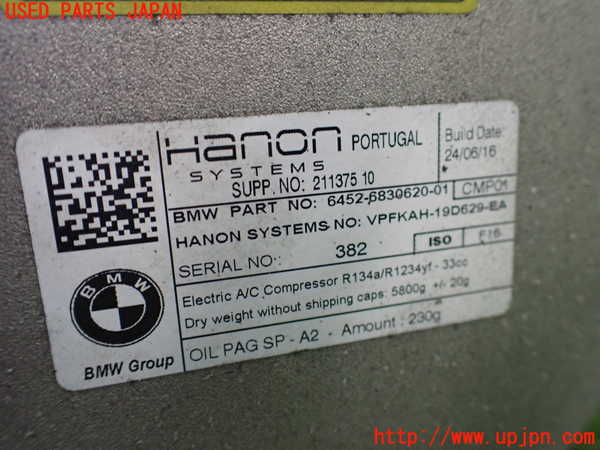 USED PARTS JAPAN
Hanon PORTUGAL
SYSTEMS
Build Date:
24/06/16
SUPP. NO: 211375 10
BMW PART NO: 6452-6830620-01 CMP01
HANON SYSTEMS NO: VPFKAH-19D629-EA
SERIAL NO: 382 ISO F16
Electric A/C Compressor R134a/R1234yf - 33cc
Dry weight without shipping caps: 5800g +/- 20g
OIL PAG SP - A2 - Amount : 230g
BMW
BMW Group
http://www.upjpn.com/